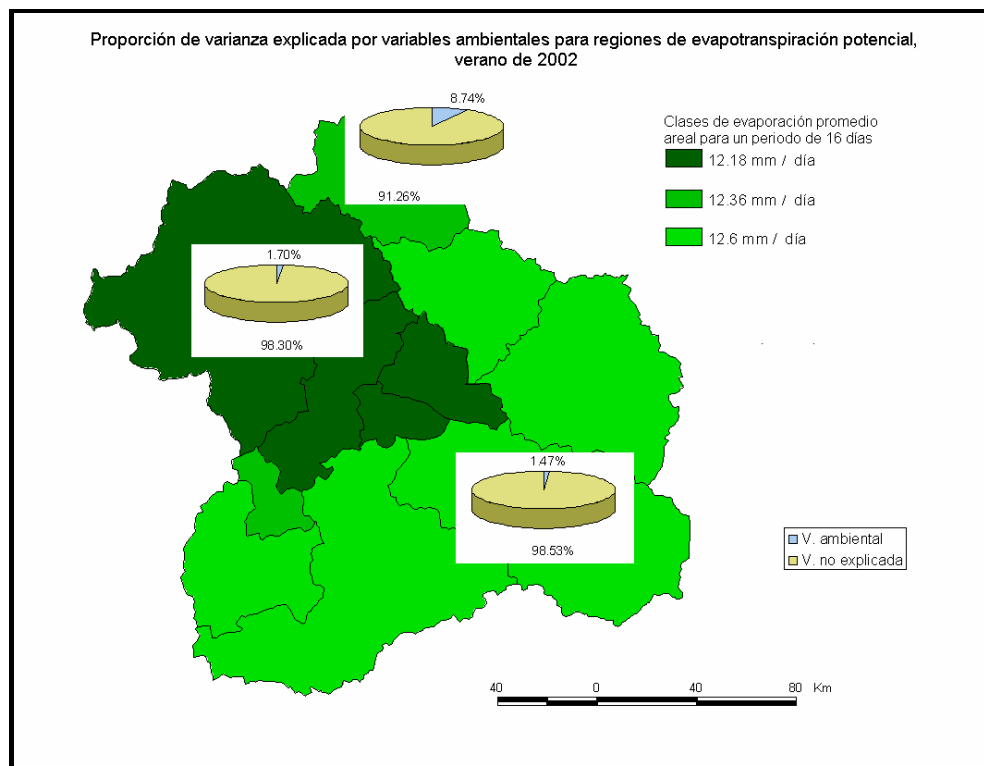 Proporción de varianza explicada por variables ambientales para regiones de evapotranspiración potencial,
verano de 2002
8.74%
91.26%
Clases de evaporación promedio
areal para un periodo de 16 días
12.18 mm / día
12.36 mm / día
12.6 mm / día
1.70%
98.30%
1.47%
98.53%
V. ambiental
V. no explicada
40 0 40 80 Km